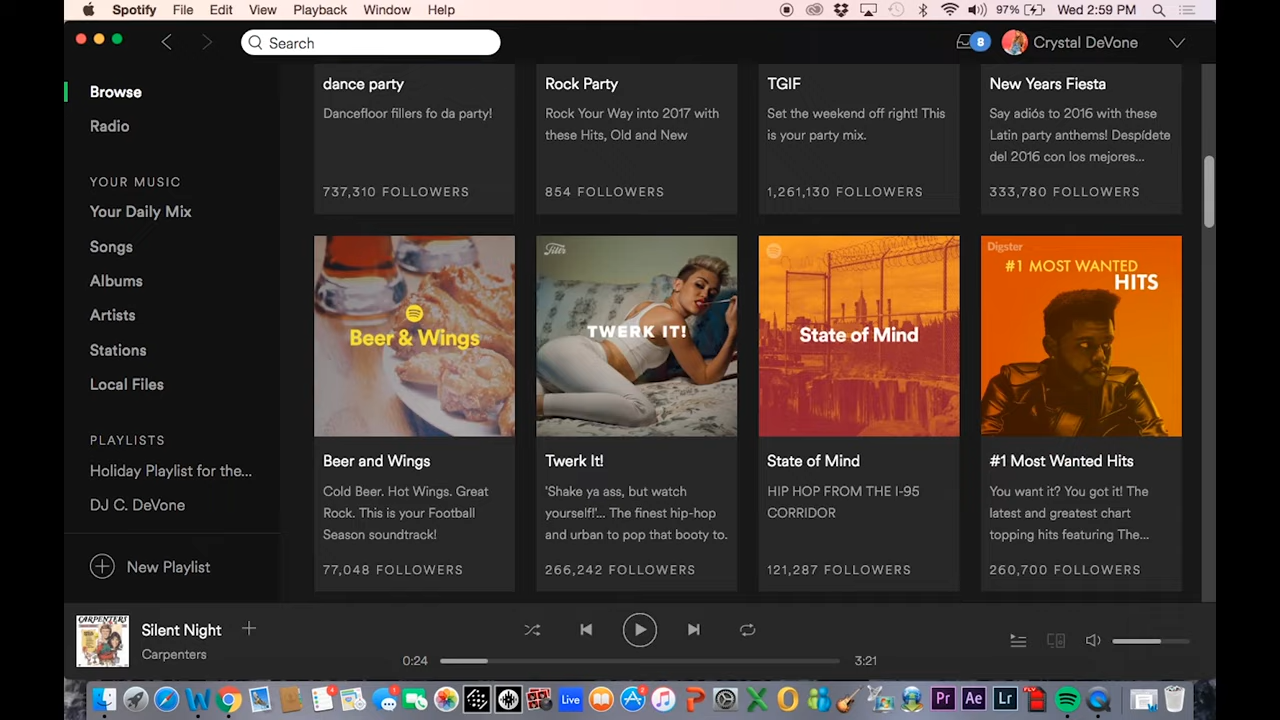 Spotify File Edit View Playback Window Help 97% Wed 2:59 PM
Search 8 Crystal DeVone
Browse
Radio
YOUR MUSIC
Your Daily Mix
Songs
Albums
Artists
Stations
Local Files
PLAYLISTS
Holiday Playlist for the...
DJ C. DeVone
New Playlist
dance party
Dancefloor fillers fo da party!
737,310 FOLLOWERS
Rock Party
Rock Your Way into 2017 with
these Hits, Old and New
854 FOLLOWERS
TGIF
Set the weekend off right! This
is your party mix.
1,261,130 FOLLOWERS
New Years Fiesta
Say adiós to 2016 with these
Latin party anthems! Despídete
del 2016 con los mejores...
333,780 FOLLOWERS
Beer & Wings
Beer and Wings
Cold Beer. Hot Wings. Great
Rock. This is your Football
Season soundtrack!
77,048 FOLLOWERS
Filtr
TWERK IT!
Twerk It!
'Shake ya ass, but watch
yourself!'... The finest hip-hop
and urban to pop that booty to.
266,242 FOLLOWERS
State of Mind
State of Mind
HIP HOP FROM THE I-95
CORRIDOR
121,287 FOLLOWERS
Digster
#1 MOST WANTED
HITS
#1 Most Wanted Hits
You want it? You got it! The
latest and greatest chart
topping hits featuring The...
260,700 FOLLOWERS
CARPENTERS
Silent Night
Carpenters
0:24 3:21
Live Pr Ae Lr